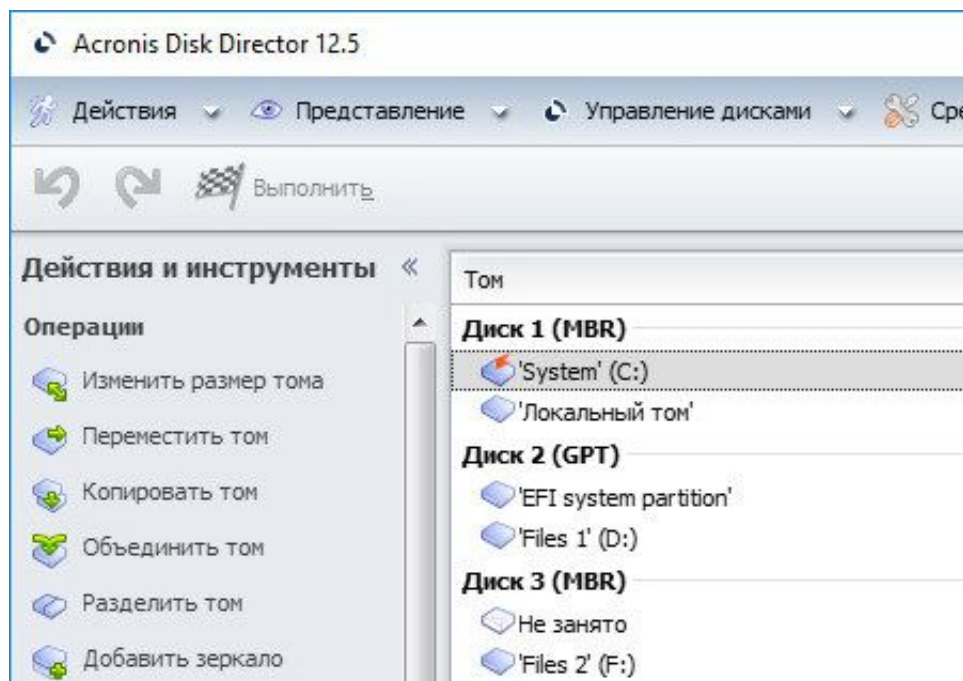 Acronis Disk Director 12.5
Действия Представление Управление дисками
Выполнить
Действия и инструменты «
Операции
Изменить размер тома
Переместить том
Копировать том
Объединить том
Разделить том
Добавить зеркало
Том
Диск 1 (MBR)
'System' (C:)
'Локальный том'
Диск 2 (GPT)
'EFI system partition'
'Files 1' (D:)
Диск 3 (MBR)
Не занято
'Files 2' (F:)